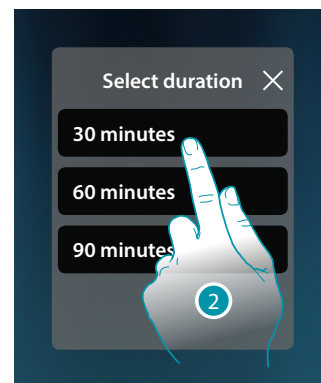 Select duration
30 minutes
60 minutes
90 minutes
2